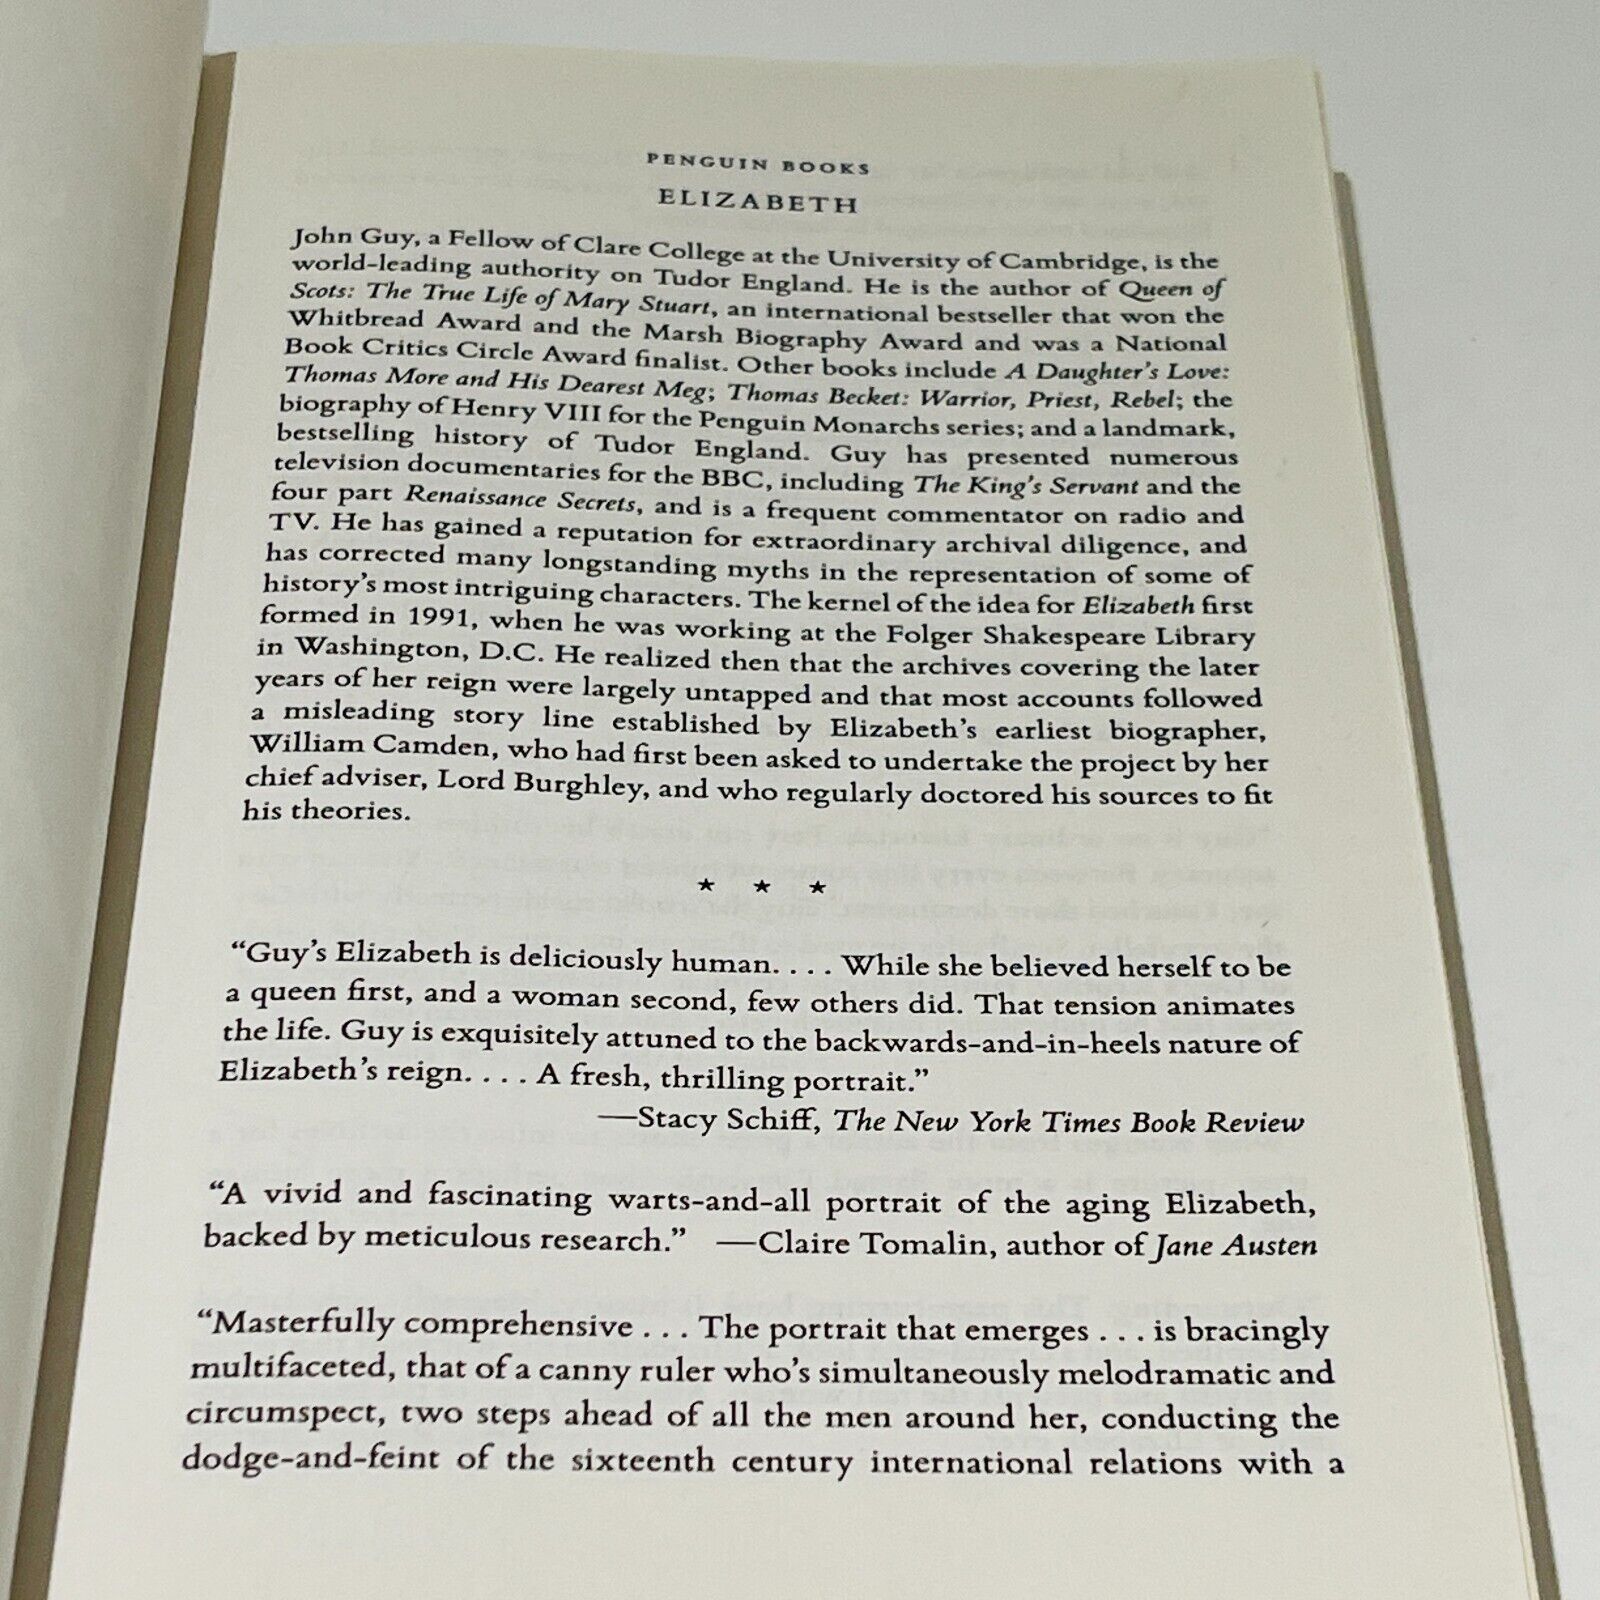 PENGUIN BOOKS
ELIZABETH
John Guy, a Fellow of Clare College at the University of Cambridge, is the
world-leading authority on Tudor England. He is the author of Queen of
Scots: The True Life of Mary Stuart, an international bestseller that won the
Whitbread Award and the Marsh Biography Award and was a National
Book Critics Circle Award finalist. Other books include A Daughter's Love:
Thomas More and His Dearest Meg; Thomas Becket: Warrior, Priest, Rebel; the
biography of Henry VIII for the Penguin Monarchs series; and a landmark,
bestselling history of Tudor England. Guy has presented numerous
television documentaries for the BBC, including The King's Servant and the
four part Renaissance Secrets, and is a frequent commentator on radio and
TV. He has gained a reputation for extraordinary archival diligence, and
has corrected many longstanding myths in the representation of some of
history's most intriguing characters. The kernel of the idea for Elizabeth first
formed in 1991, when he was working at the Folger Shakespeare Library
in Washington, D.C. He realized then that the archives covering the later
years of her reign were largely untapped and that most accounts followed
a misleading story line established by Elizabeth's earliest biographer,
William Camden, who had first been asked to undertake the project by her
chief adviser, Lord Burghley, and who regularly doctored his sources to fit
his theories.
★ ★ ★
“Guy's Elizabeth is deliciously human. . . . While she believed herself to be
a queen first, and a woman second, few others did. That tension animates
the life. Guy is exquisitely attuned to the backwards-and-in-heels nature of
Elizabeth's reign. . . . A fresh, thrilling portrait.”
—Stacy Schiff, The New York Times Book Review
“A vivid and fascinating warts-and-all portrait of the aging Elizabeth,
backed by meticulous research.” —Claire Tomalin, author of Jane Austen
“Masterfully comprehensive . . . The portrait that emerges . . . is bracingly
multifaceted, that of a canny ruler who's simultaneously melodramatic and
circumspect, two steps ahead of all the men around her, conducting the
dodge-and-feint of the sixteenth century international relations with a